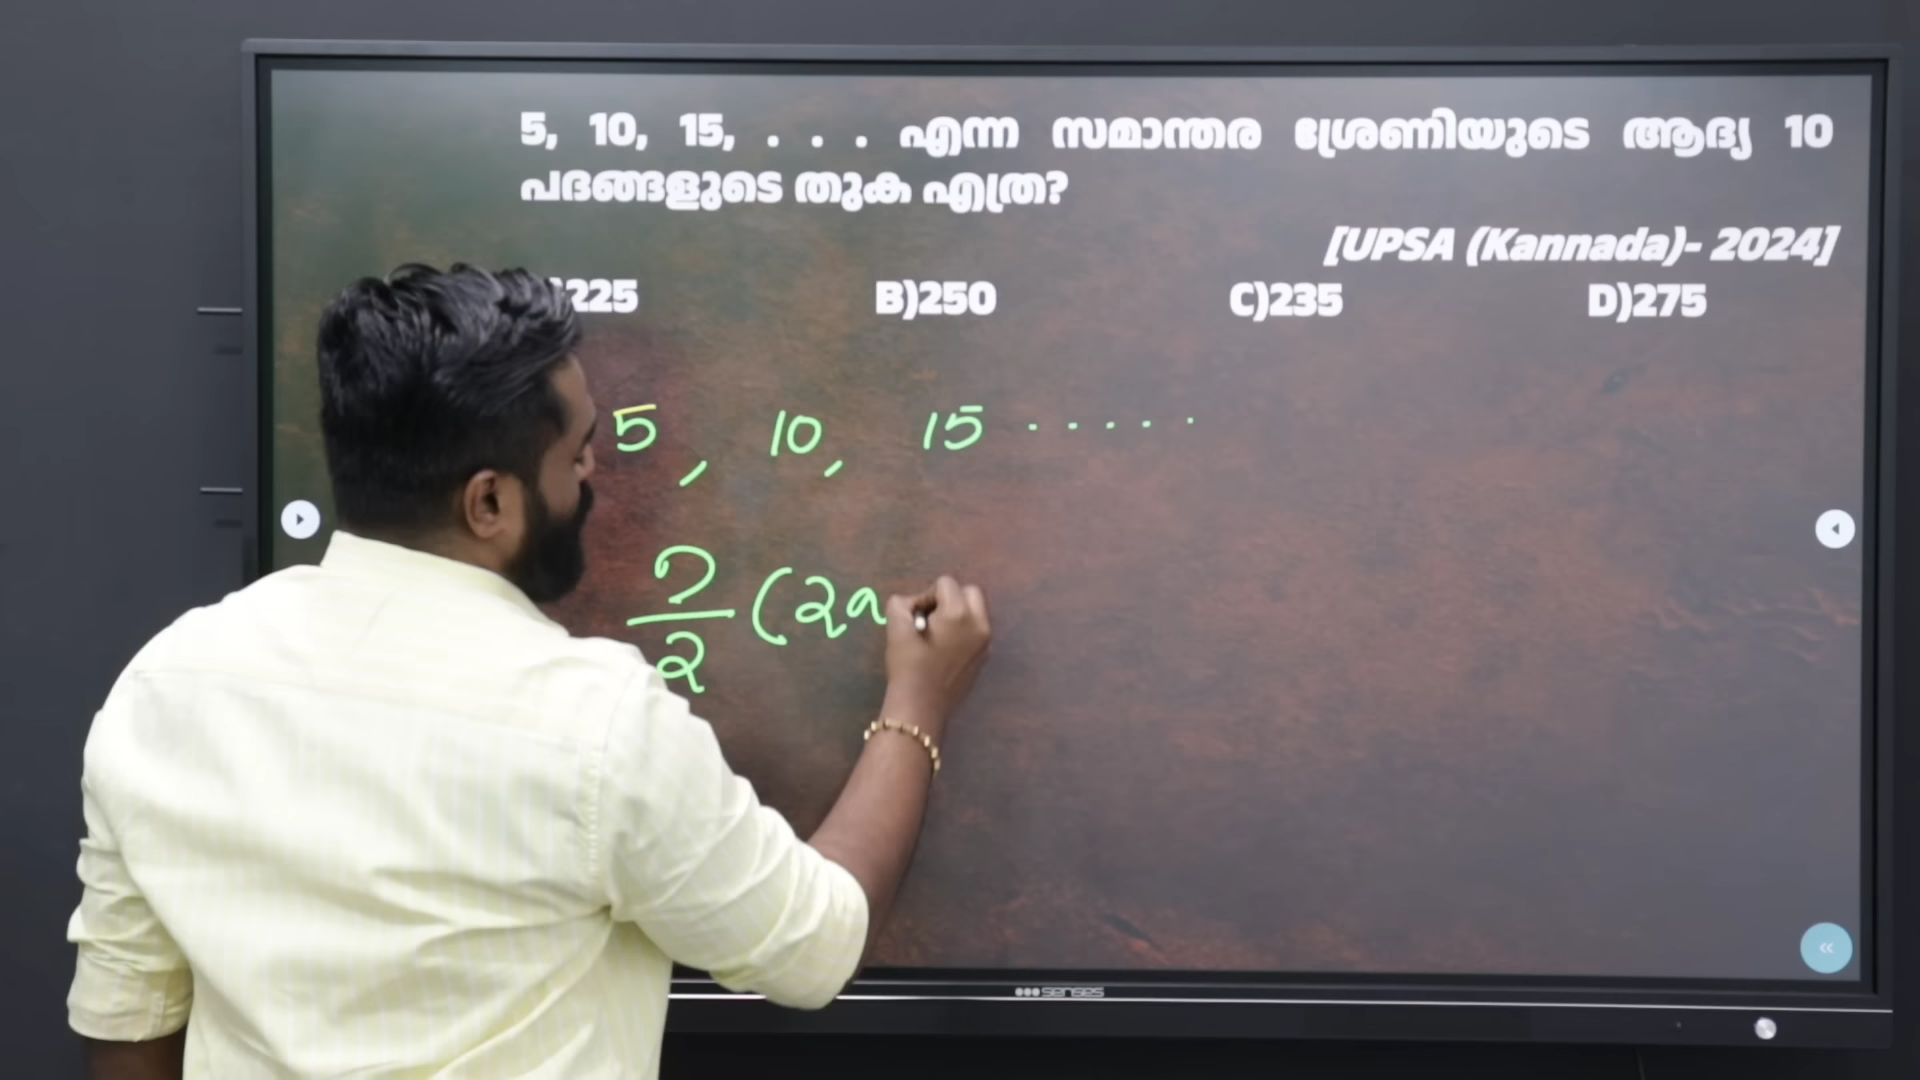 5, 10, 15, . . . എന്ന സമാന്തര ശ്രേണിയുടെ ആദ്യ 10
പദങ്ങളുടെ തുക എത്ര?
[UPSA (Kannada)- 2024]
225 B)250 C)235 D)275
5, 10, 15 . . . . .
n/2 (2a
senses